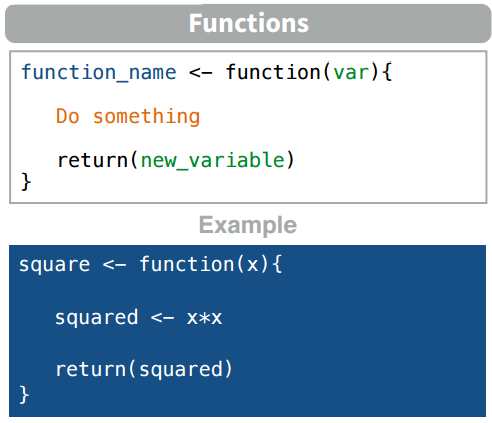 Functions
function_name <- function(var){
Do something
return(new_variable)
}
Example
square <- function(x){
squared <- x*x
return(squared)
}